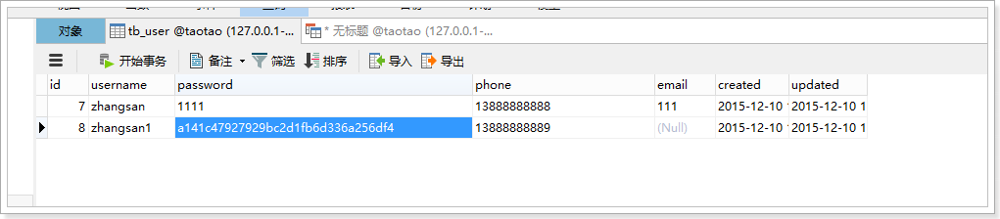 对象 tb_user @taotao (127.0.0.1-... * 无标题 @taotao (127.0.0.1-...
开始事务 备注 筛选 排序 导入 导出
id username password phone email created updated
7 zhangsan 1111 13888888888 111 2015-12-10 2015-12-10 1
8 zhangsan1 a141c47927929bc2d1fb6d336a256df4 13888888889 (Null) 2015-12-10 2015-12-10 1